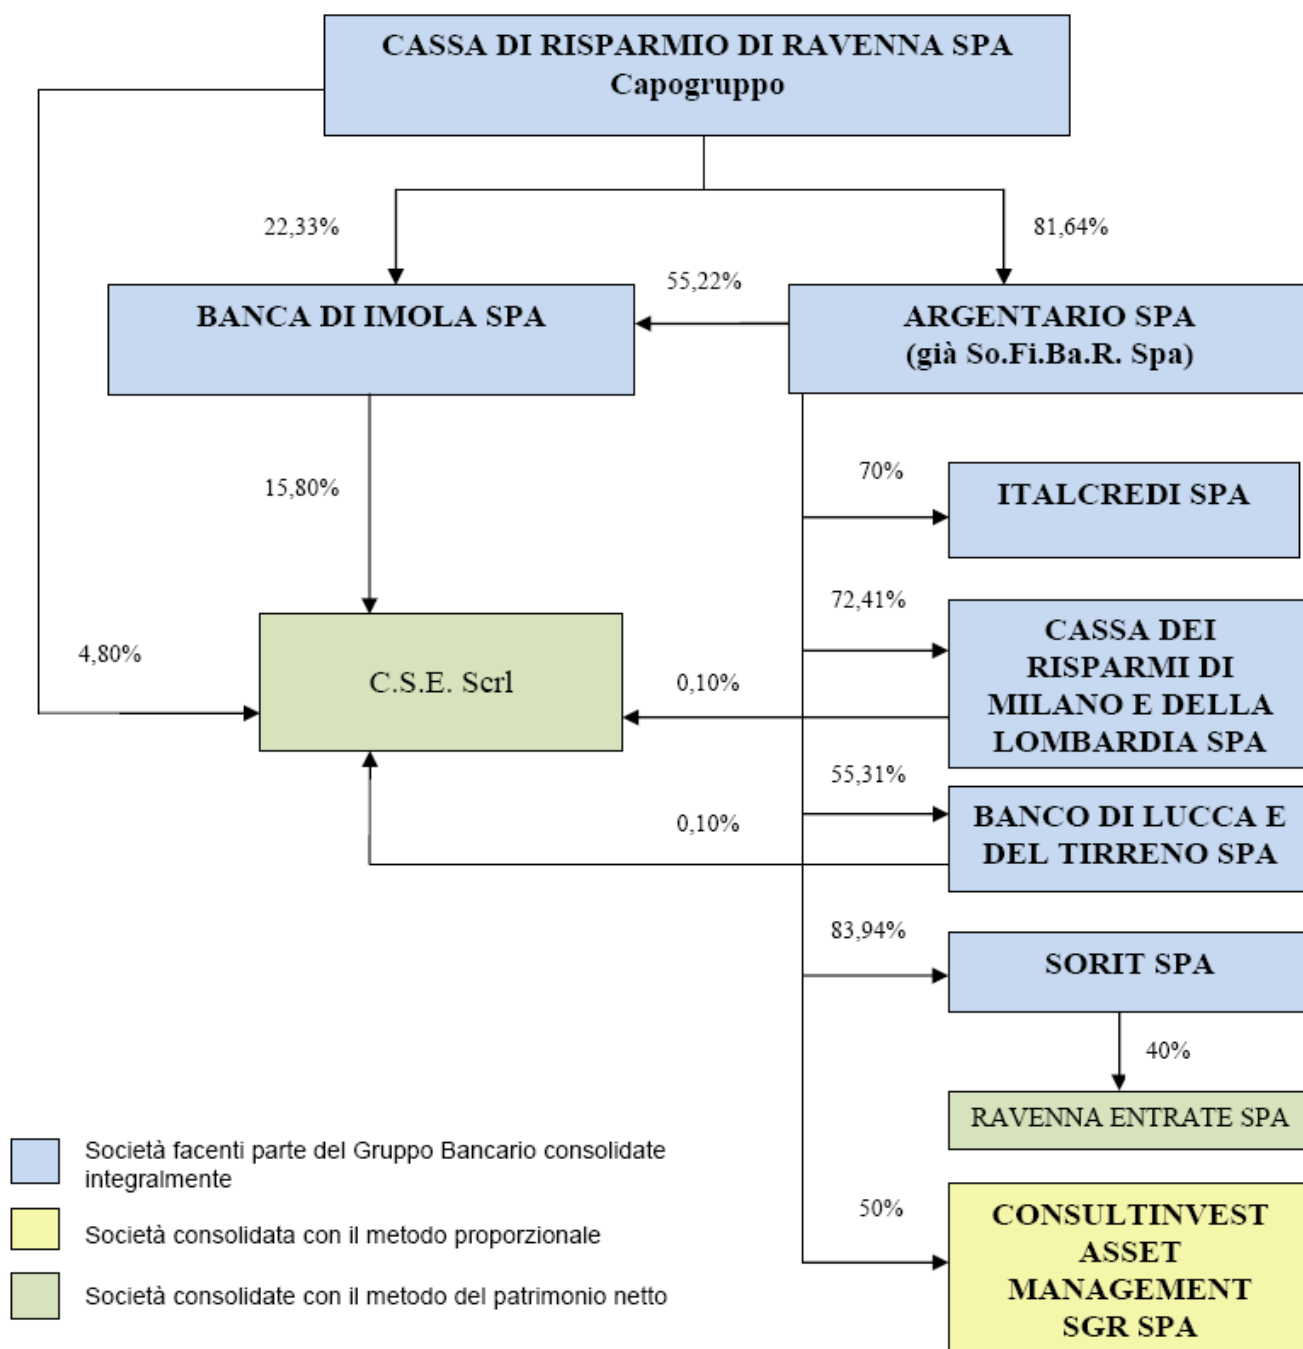 CASSA DI RISPARMIO DI RAVENNA SPA
Capogruppo
22,33%
81,64%
55,22%
BANCA DI IMOLA SPA
ARGENTARIO SPA
(già So.Fi.Ba.R. Spa)
70%
15,80%
ITALCREDI SPA
72,41%
CASSA DEI
RISPARMI DI
MILANO E DELLA
LOMBARDIA SPA
4,80%
C.S.E. Scrl
0,10%
55,31%
0,10%
BANCO DI LUCCA E
DEL TIRRENO SPA
83,94%
SORIT SPA
40%
RAVENNA ENTRATE SPA
Società facenti parte del Gruppo Bancario consolidate
integralmente
50%
CONSULTINVEST
ASSET
MANAGEMENT
SGR SPA
Società consolidata con il metodo proporzionale
Società consolidate con il metodo del patrimonio netto